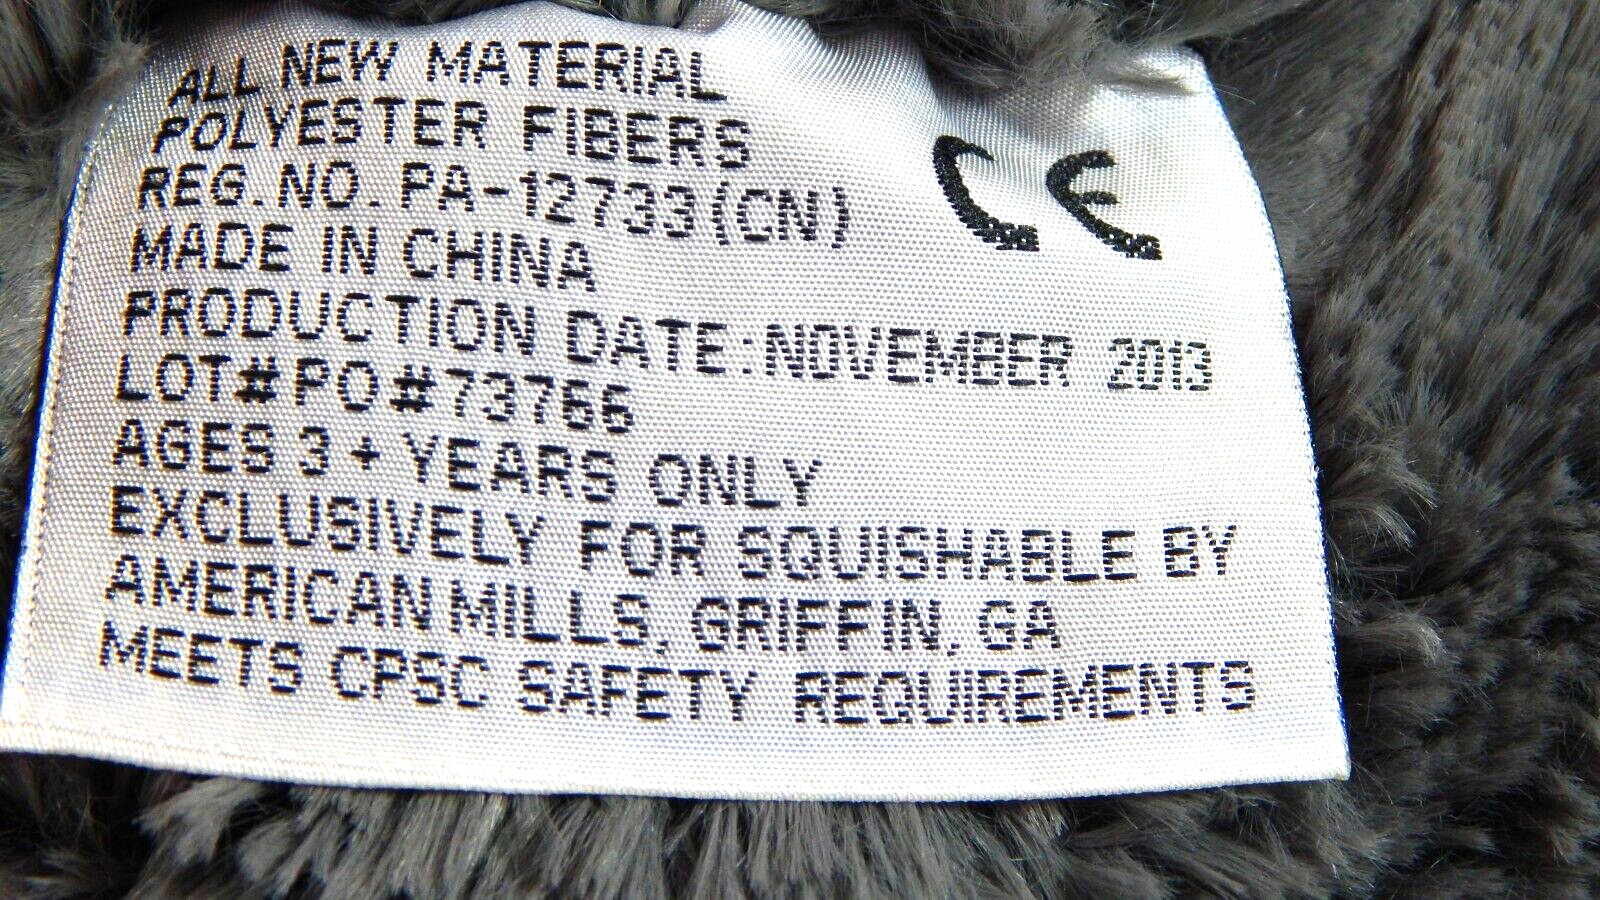 ALL NEW MATERIAL
POLYESTER FIBERS
REG. NO. PA-12733(CN)
MADE IN CHINA
PRODUCTION DATE:NOVEMBER 2013
LOT#PO#73766
AGES 3 + YEARS ONLY
EXCLUSIVELY FOR SQUISHABLE BY
AMERICAN MILLS, GRIFFIN, GA
MEETS CPSC SAFETY REQUIREMENTS
CE